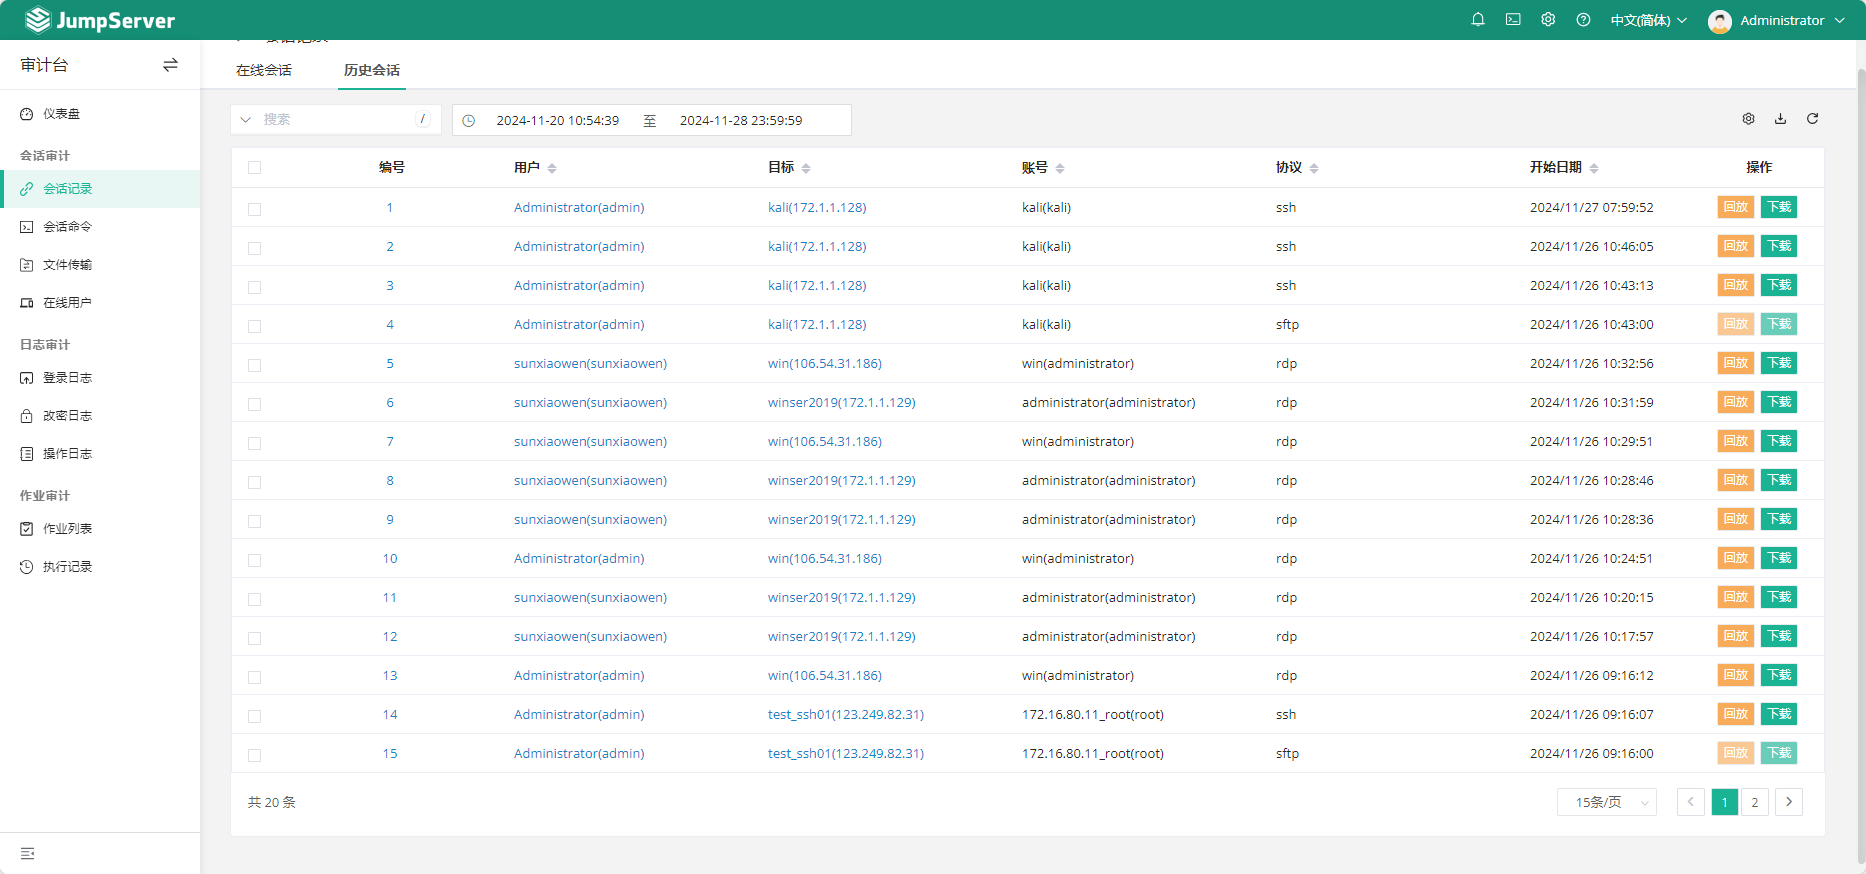 JumpServer
中文(简体)
Administrator
审计台
仪表盘
会话审计
会话记录
会话命令
文件传输
在线用户
日志审计
登录日志
改密日志
操作日志
作业审计
作业列表
执行记录
在线会话 历史会话
搜索 /
2024-11-20 10:54:39 至 2024-11-28 23:59:59
编号 用户 目标 账号 协议 开始日期 操作
1 Administrator(admin) kali(172.1.1.128) kali(kali) ssh 2024/11/27 07:59:52 回放 下载
2 Administrator(admin) kali(172.1.1.128) kali(kali) ssh 2024/11/26 10:46:05 回放 下载
3 Administrator(admin) kali(172.1.1.128) kali(kali) ssh 2024/11/26 10:43:13 回放 下载
4 Administrator(admin) kali(172.1.1.128) kali(kali) sftp 2024/11/26 10:43:00 回放 下载
5 sunxiaowen(sunxiaowen) win(106.54.31.186) win(administrator) rdp 2024/11/26 10:32:56 回放 下载
6 sunxiaowen(sunxiaowen) winser2019(172.1.1.129) administrator(administrator) rdp 2024/11/26 10:31:59 回放 下载
7 sunxiaowen(sunxiaowen) win(106.54.31.186) win(administrator) rdp 2024/11/26 10:29:51 回放 下载
8 sunxiaowen(sunxiaowen) winser2019(172.1.1.129) administrator(administrator) rdp 2024/11/26 10:28:46 回放 下载
9 sunxiaowen(sunxiaowen) winser2019(172.1.1.129) administrator(administrator) rdp 2024/11/26 10:28:36 回放 下载
10 Administrator(admin) win(106.54.31.186) win(administrator) rdp 2024/11/26 10:24:51 回放 下载
11 sunxiaowen(sunxiaowen) winser2019(172.1.1.129) administrator(administrator) rdp 2024/11/26 10:20:15 回放 下载
12 sunxiaowen(sunxiaowen) winser2019(172.1.1.129) administrator(administrator) rdp 2024/11/26 10:17:57 回放 下载
13 Administrator(admin) win(106.54.31.186) win(administrator) rdp 2024/11/26 09:16:12 回放 下载
14 Administrator(admin) test_ssh01(123.249.82.31) 172.16.80.11_root(root) ssh 2024/11/26 09:16:07 回放 下载
15 Administrator(admin) test_ssh01(123.249.82.31) 172.16.80.11_root(root) sftp 2024/11/26 09:16:00 回放 下载
共 20 条
15条/页
1 2